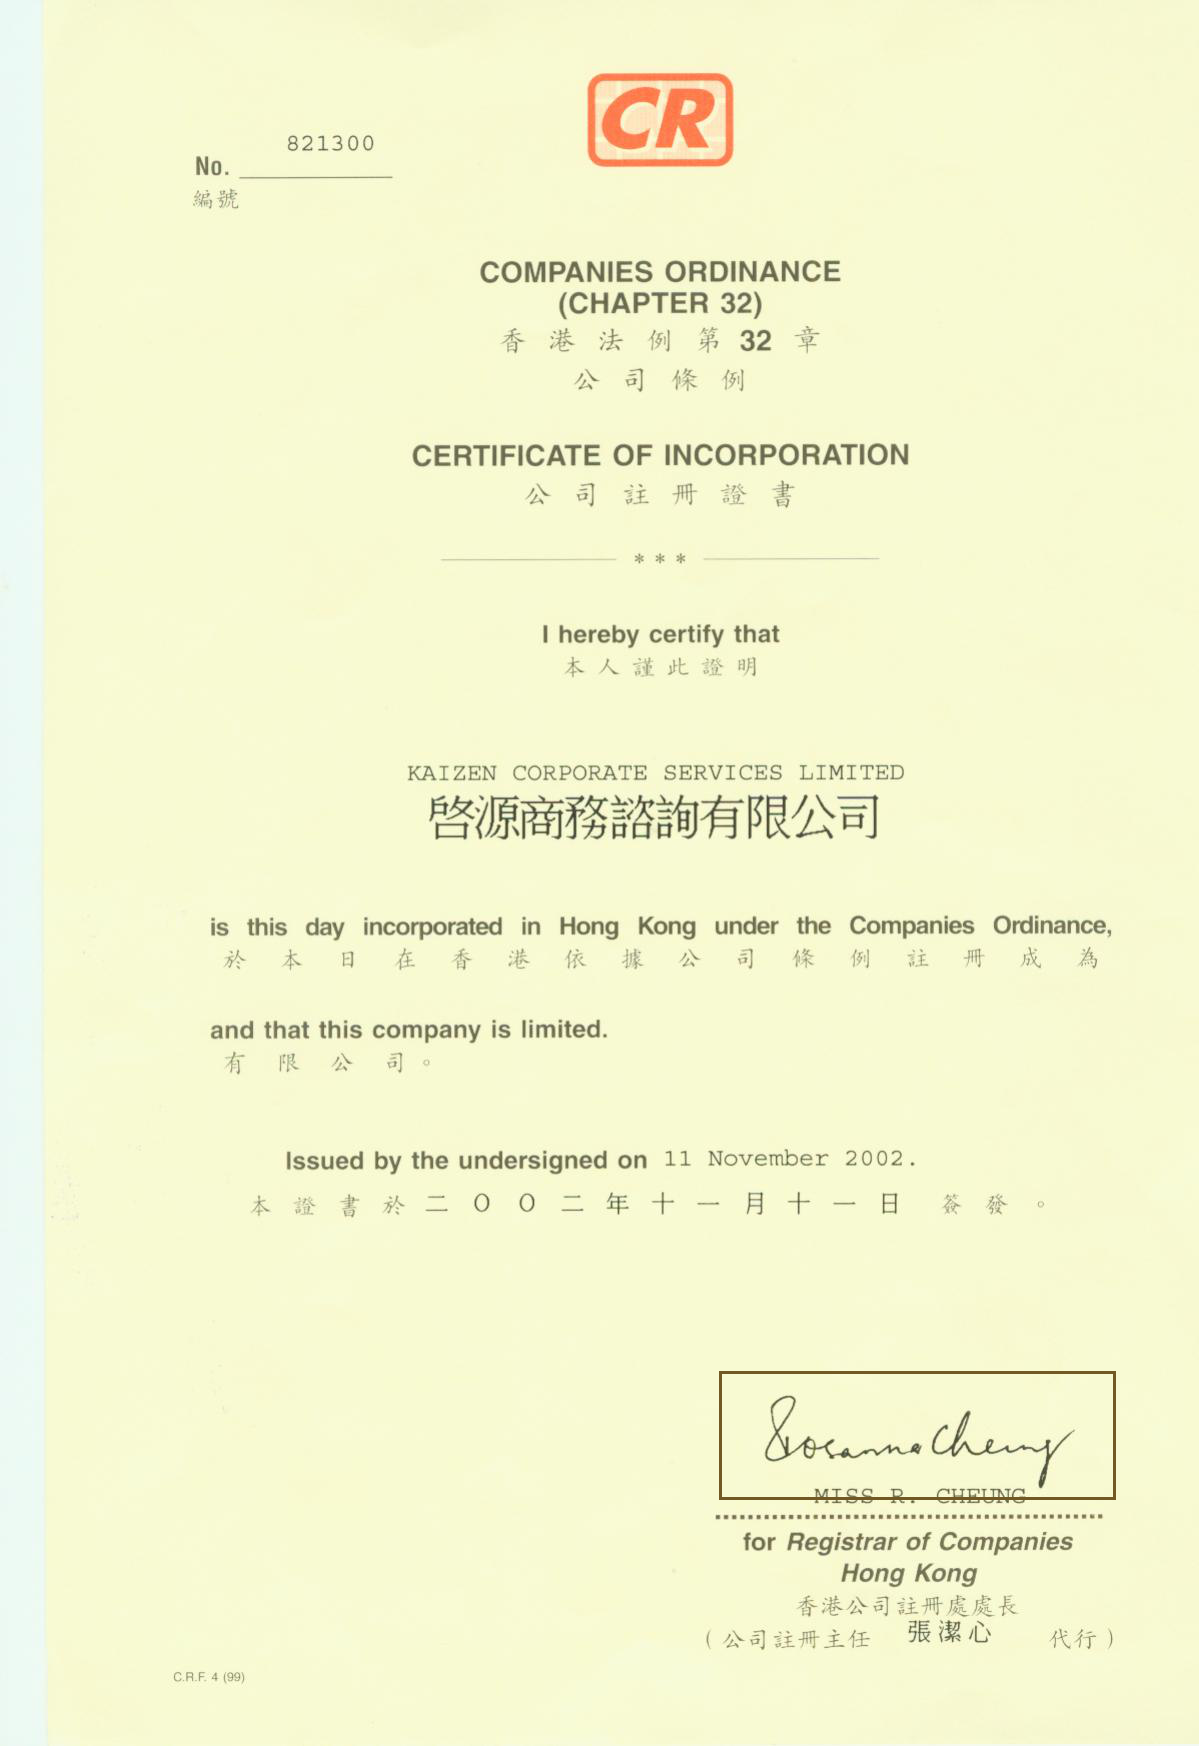 CR
821300
No.
編號
COMPANIES ORDINANCE
(CHAPTER 32)
香港法例第32章
公司條例
CERTIFICATE OF INCORPORATION
公司註冊證書
***
I hereby certify that
本人謹此證明
KAIZEN CORPORATE SERVICES LIMITED
啓源商務諮詢有限公司
is this day incorporated in Hong Kong under the Companies Ordinance,
於本日在香港依據公司條例註冊成為
and that this company is limited.
有限公司。
Issued by the undersigned on 11 November 2002.
本證書於二OO二年十一月十一日簽發。
Rosanna Cheung
MISS R. CHEUNG
for Registrar of Companies
Hong Kong
香港公司註冊處處長
(公司註冊主任 張潔心 代行)
C.R.F. 4 (99)